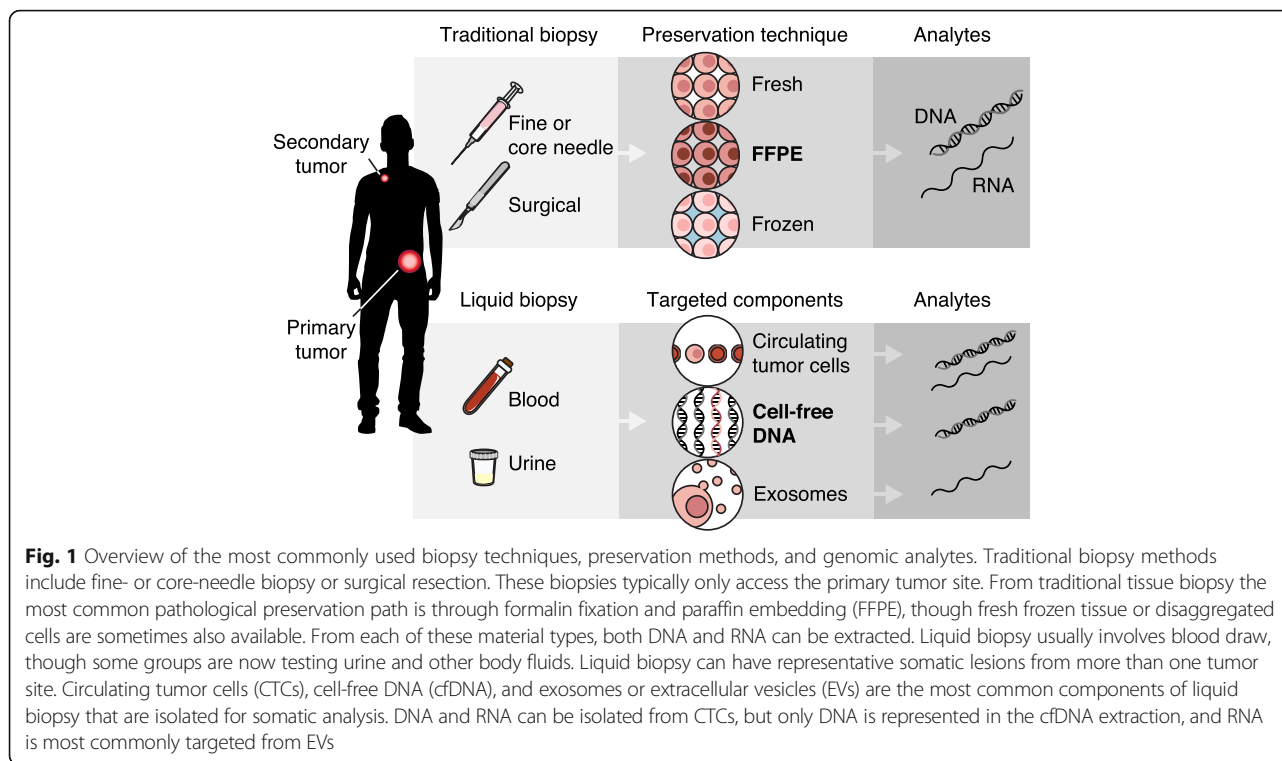 Traditional biopsy
Preservation technique
Analytes
Secondary
tumor
Fine or
core needle
Surgical
Fresh
FFPE
Frozen
DNA
RNA
Primary
tumor
Liquid biopsy
Targeted components
Analytes
Blood
Urine
Circulating
tumor cells
Cell-free
DNA
Exosomes
Fig. 1 Overview of the most commonly used biopsy techniques, preservation methods, and genomic analytes. Traditional biopsy methods
include fine- or core-needle biopsy or surgical resection. These biopsies typically only access the primary tumor site. From traditional tissue biopsy the
most common pathological preservation path is through formalin fixation and paraffin embedding (FFPE), though fresh frozen tissue or disaggregated
cells are sometimes also available. From each of these material types, both DNA and RNA can be extracted. Liquid biopsy usually involves blood draw,
though some groups are now testing urine and other body fluids. Liquid biopsy can have representative somatic lesions from more than one tumor
site. Circulating tumor cells (CTCs), cell-free DNA (cfDNA), and exosomes or extracellular vesicles (EVs) are the most common components of liquid
biopsy that are isolated for somatic analysis. DNA and RNA can be isolated from CTCs, but only DNA is represented in the cfDNA extraction, and RNA
is most commonly targeted from EVs